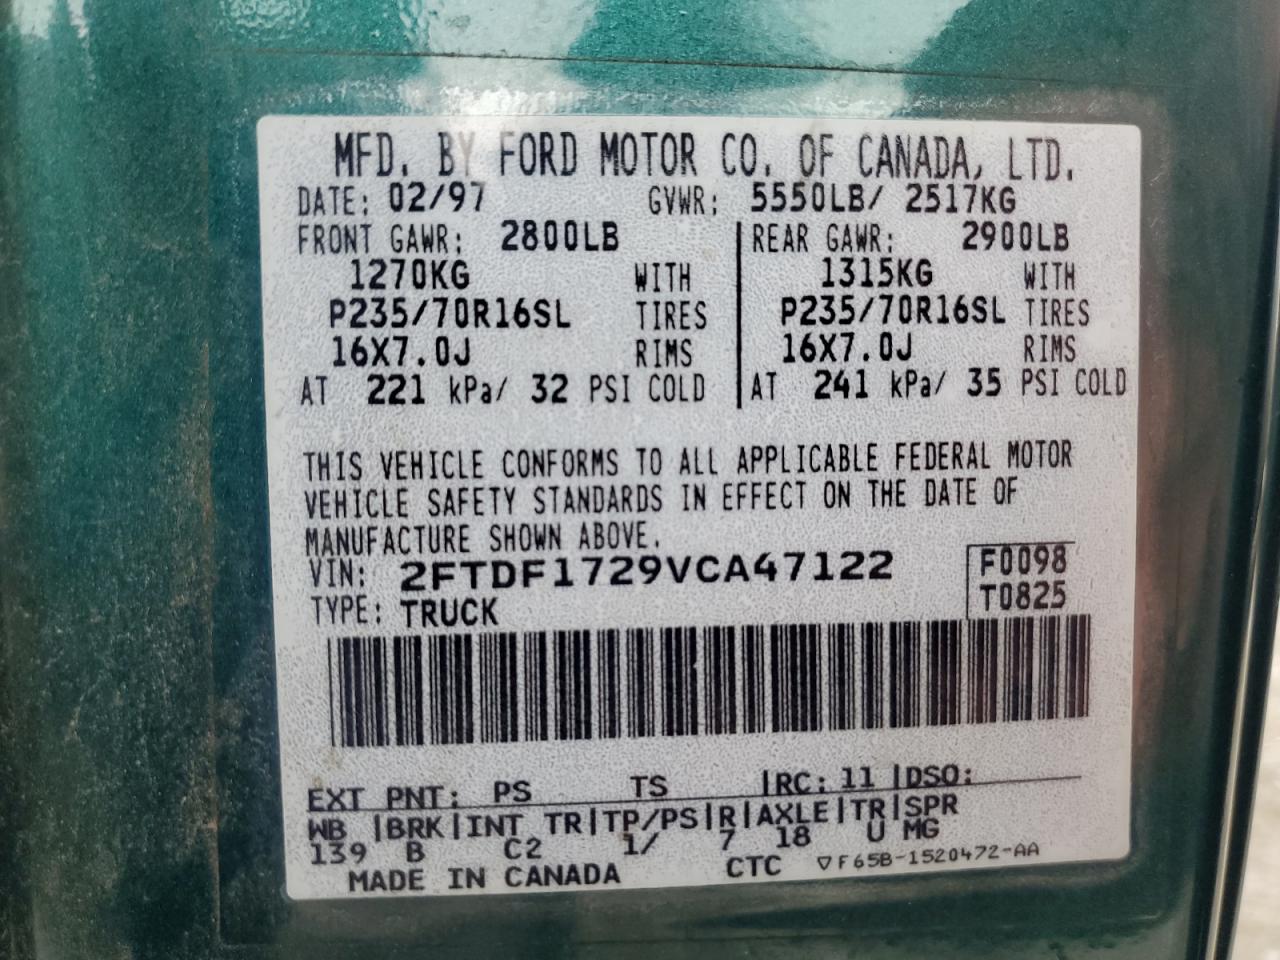 MFD. BY FORD MOTOR CO. OF CANADA, LTD.
DATE: 02/97 GVWR: 5550LB/ 2517KG
FRONT GAWR: 2800LB REAR GAWR: 2900LB
1270KG WITH 1315KG WITH
P235/70R16SL TIRES P235/70R16SL TIRES
16X7.0J RIMS 16X7.0J RIMS
AT 221 kPa/ 32 PSI COLD AT 241 kPa/ 35 PSI COLD
THIS VEHICLE CONFORMS TO ALL APPLICABLE FEDERAL MOTOR
VEHICLE SAFETY STANDARDS IN EFFECT ON THE DATE OF
MANUFACTURE SHOWN ABOVE.
VIN: 2FTDF1729VCA47122 F0098
TYPE: TRUCK T0825
EXT PNT: PS TS |RC: 11 |DSO:
WB |BRK|INT TR|TP/PS|R|AXLE|TR|SPR
139 B C2 1/ 7 18 U MG
MADE IN CANADA CTC ▽F65B-1520472-AA